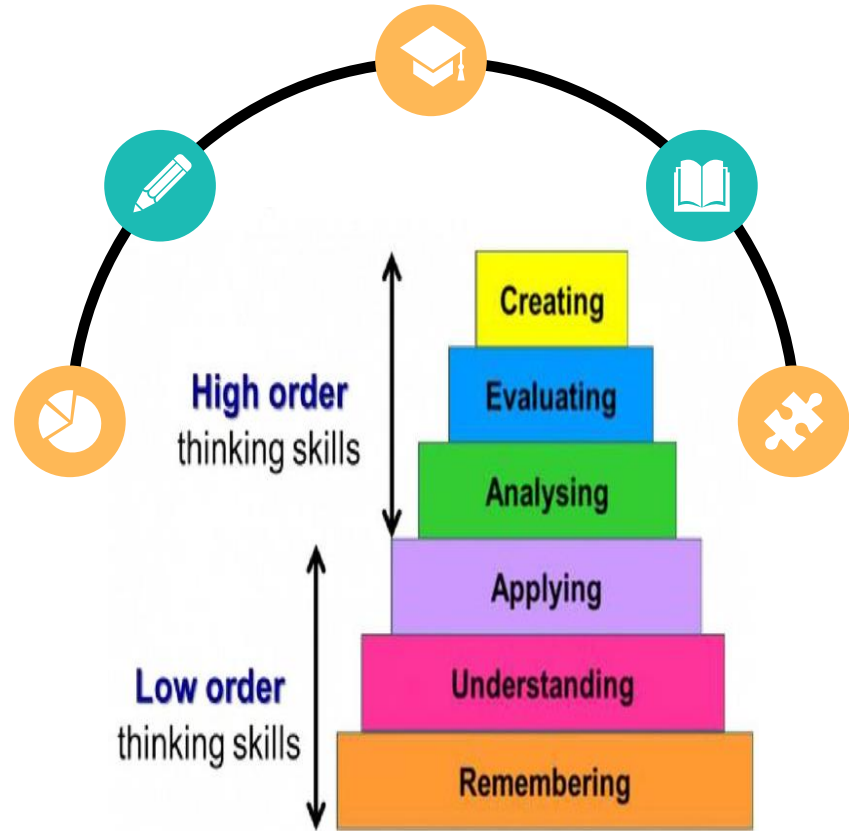 Creating
High order
thinking skills
Evaluating
Analysing
Applying
Low order
thinking skills
Understanding
Remembering